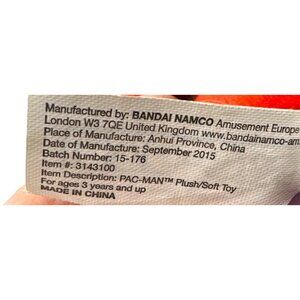 Manufactured by: BANDAI NAMCO Amusement Europe
London W3 7QE United Kingdom www.bandainamco-am
Place of Manufacture: Anhui Province, China
Date of Manufacture: September 2015
Batch Number: 15-176
Item #: 3143100
Item Description: PAC-MAN™ Plush/Soft Toy
For ages 3 years and up
MADE IN CHINA